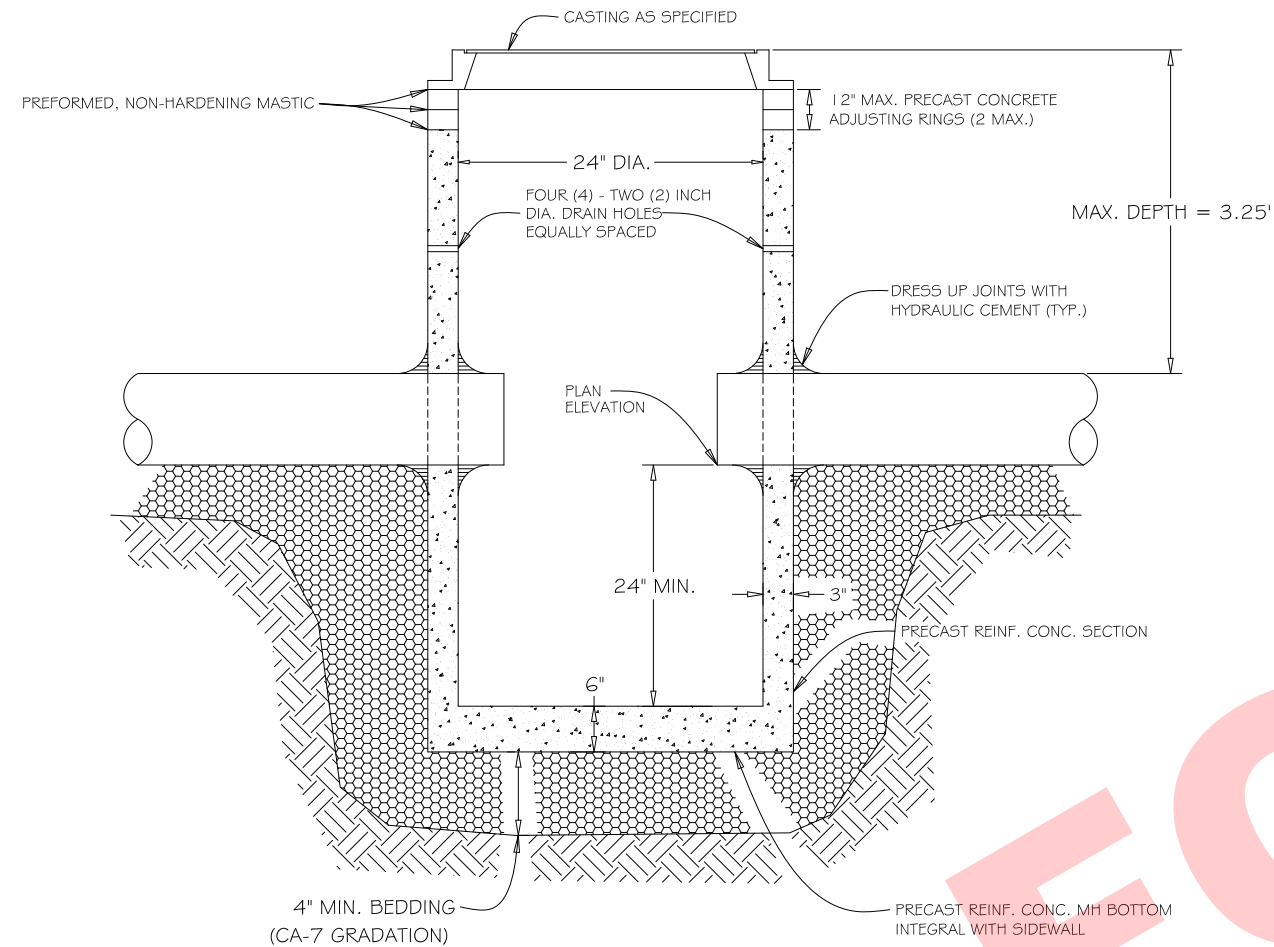 CASTING AS SPECIFIED
PREFORMED, NON-HARDENING MASTIC
12" MAX. PRECAST CONCRETE
ADJUSTING RINGS (2 MAX.)
24" DIA.
FOUR (4) - TWO (2) INCH
DIA. DRAIN HOLES
EQUALLY SPACED
MAX. DEPTH = 3.25'
DRESS UP JOINTS WITH
HYDRAULIC CEMENT (TYP.)
PLAN
ELEVATION
24" MIN.
3"
PRECAST REINF. CONC. SECTION
6"
4" MIN. BEDDING
(CA-7 GRADATION)
PRECAST REINF. CONC. MH BOTTOM
INTEGRAL WITH SIDEWALL